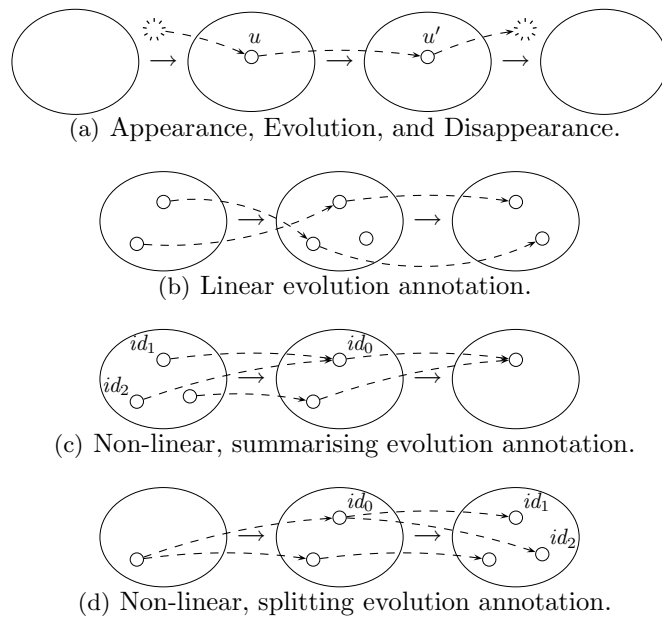 u u′
(a) Appearance, Evolution, and Disappearance.
(b) Linear evolution annotation.
id₁ id₀
id₂
(c) Non-linear, summarising evolution annotation.
id₀ id₁
id₂
(d) Non-linear, splitting evolution annotation.